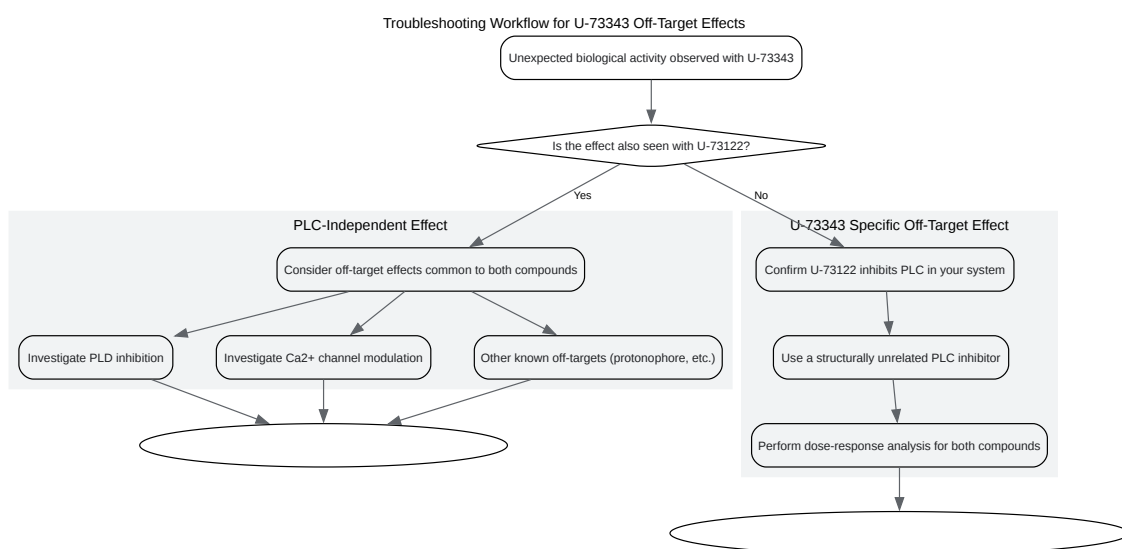 Troubleshooting Workflow for U-73343 Off-Target Effects
Unexpected biological activity observed with U-73343
Is the effect also seen with U-73122?
Yes
No
PLC-Independent Effect
U-73343 Specific Off-Target Effect
Consider off-target effects common to both compounds
Confirm U-73122 inhibits PLC in your system
Investigate PLD inhibition
Investigate Ca2+ channel modulation
Other known off-targets (protonophore, etc.)
Use a structurally unrelated PLC inhibitor
Perform dose-response analysis for both compounds